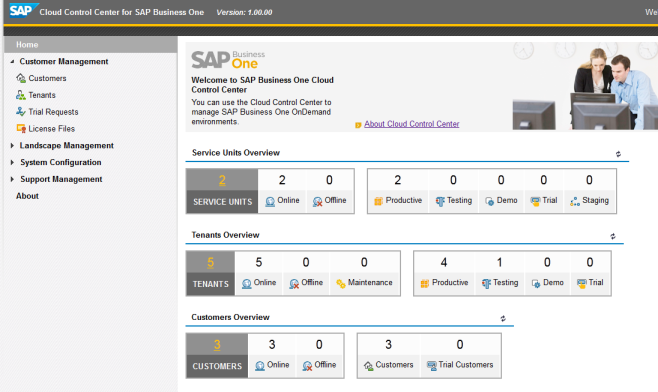 SAP Cloud Control Center for SAP Business One Version: 1.00.00 We
Home
Customer Management
Customers
Tenants
Trial Requests
License Files
Landscape Management
System Configuration
Support Management
About
SAP Business One
Welcome to SAP Business One Cloud
Control Center
You can use the Cloud Control Center to
manage SAP Business One OnDemand
environments.
About Cloud Control Center
Service Units Overview
2 2 0 2 0 0 0 0
SERVICE UNITS Online Offline Productive Testing Demo Trial Staging
Tenants Overview
5 5 0 0 4 1 0 0
TENANTS Online Offline Maintenance Productive Testing Demo Trial
Customers Overview
3 3 0 3 0
CUSTOMERS Online Offline Customers Trial Customers